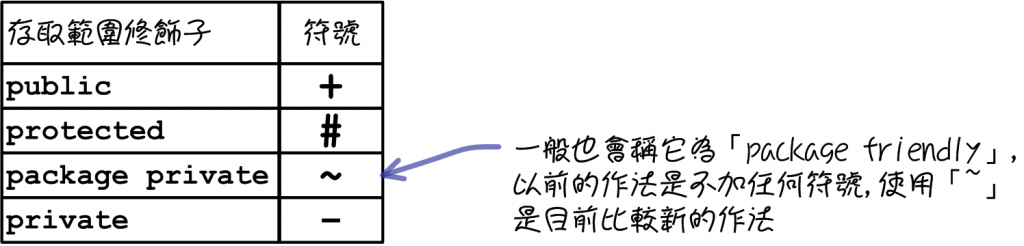 存取範圍修飾子 符號
public +
protected #
package private ~
private -
一般也會稱它為「package friendly」,
以前的作法是不加任何符號,使用「~」
是目前比較新的作法